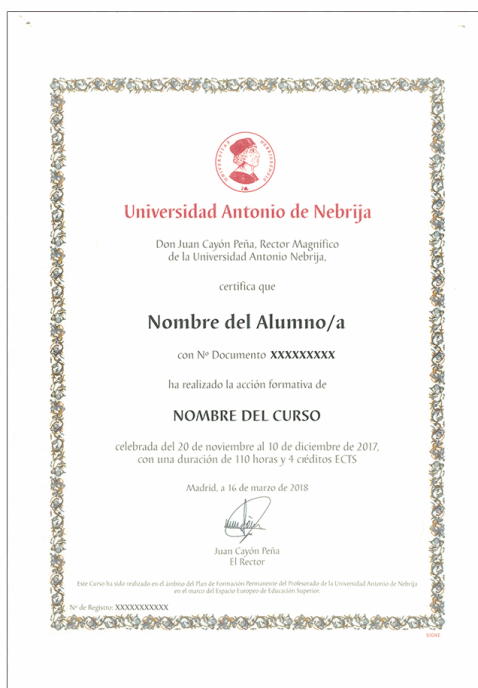 Universidad Antonio de Nebrija
Don Juan Cayón Peña, Rector Magnífico
de la Universidad Antonio Nebrija,
certifica que
Nombre del Alumno/a
con Nº Documento XXXXXXXXX
ha realizado la acción formativa de
NOMBRE DEL CURSO
celebrada del 20 de noviembre al 10 de diciembre de 2017,
con una duración de 110 horas y 4 créditos ECTS
Madrid, a 16 de marzo de 2018
Juan Cayón Peña
El Rector
Este Curso ha sido realizado en el ámbito del Plan de Formación Permanente del Profesorado de la Universidad Antonio de Nebrija
en el marco del Espacio Europeo de Educación Superior.
Nº de Registro: XXXXXXXXXXX
SIGNE